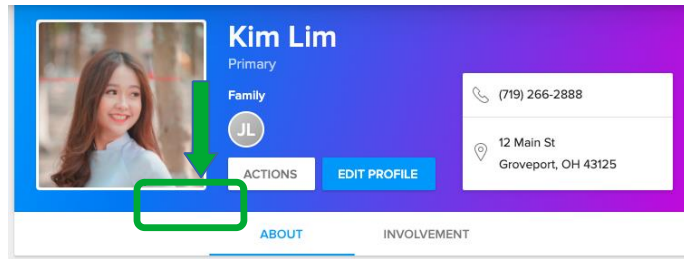 Kim Lim
Primary
Family
JL
ACTIONS
EDIT PROFILE
(719) 266-2888
12 Main St
Groveport, OH 43125
ABOUT
INVOLVEMENT